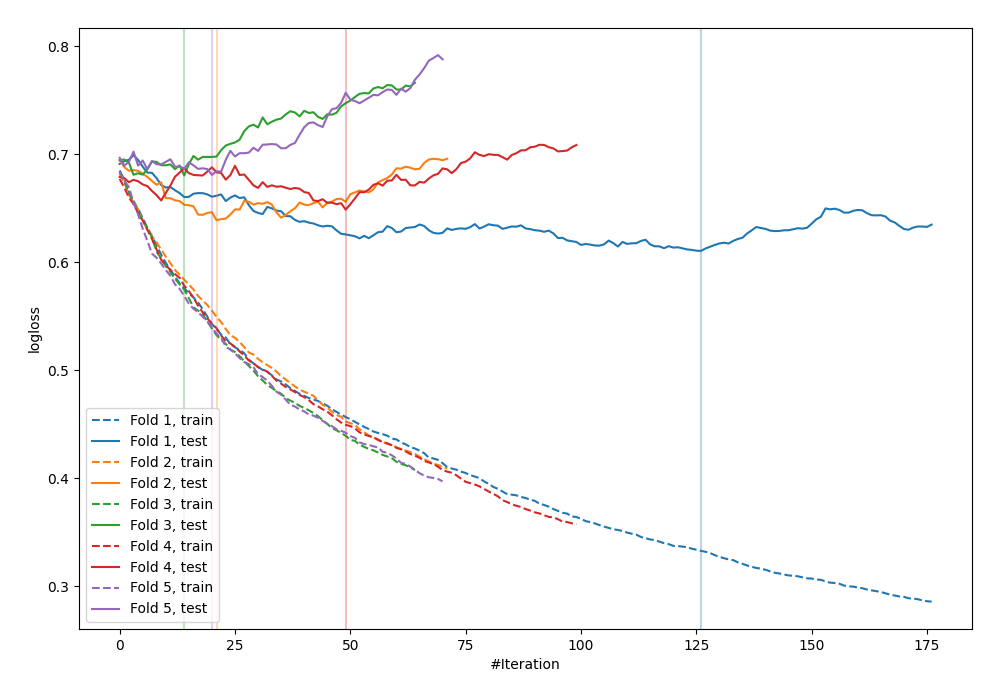 0.8
0.7
0.6
0.5
0.4
0.3
logloss
Fold 1, train
Fold 1, test
Fold 2, train
Fold 2, test
Fold 3, train
Fold 3, test
Fold 4, train
Fold 4, test
Fold 5, train
Fold 5, test
0 25 50 75 100 125 150 175
#Iteration